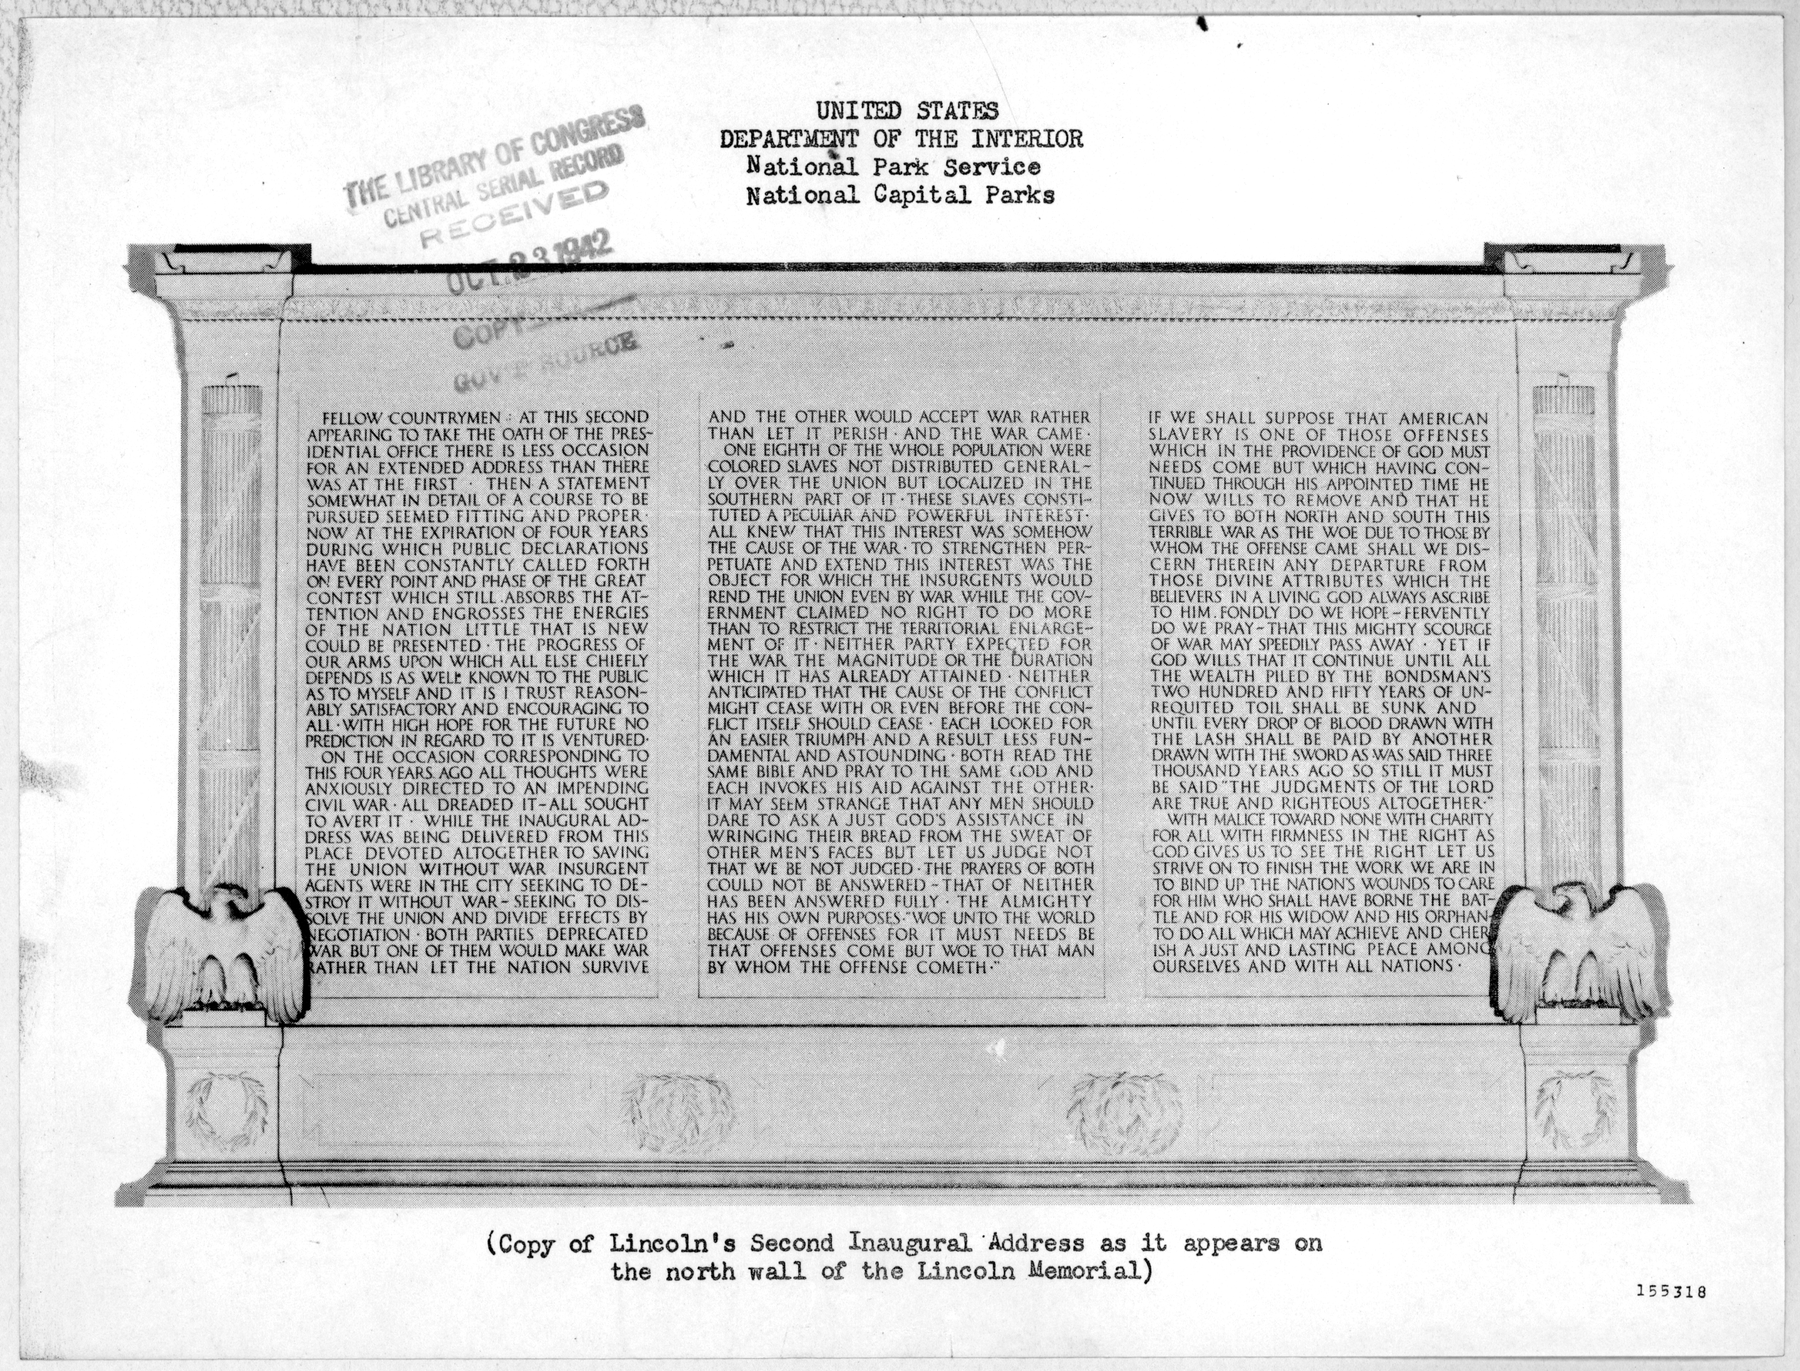 UNITED STATES
DEPARTMENT OF THE INTERIOR
National Park Service
National Capital Parks
THE LIBRARY OF CONGRESS
CENTRAL SERIAL RECORD
RECEIVED
OCT 23 1942
COPY
GOV'T SOURCE
FELLOW COUNTRYMEN : AT THIS SECOND
APPEARING TO TAKE THE OATH OF THE PRES-
IDENTIAL OFFICE THERE IS LESS OCCASION
FOR AN EXTENDED ADDRESS THAN THERE
WAS AT THE FIRST · THEN A STATEMENT
SOMEWHAT IN DETAIL OF A COURSE TO BE
PURSUED SEEMED FITTING AND PROPER ·
NOW AT THE EXPIRATION OF FOUR YEARS
DURING WHICH PUBLIC DECLARATIONS
HAVE BEEN CONSTANTLY CALLED FORTH
ON EVERY POINT AND PHASE OF THE GREAT
CONTEST WHICH STILL ABSORBS THE AT-
TENTION AND ENGROSSES THE ENERGIES
OF THE NATION LITTLE THAT IS NEW
COULD BE PRESENTED · THE PROGRESS OF
OUR ARMS UPON WHICH ALL ELSE CHIEFLY
DEPENDS IS AS WELL KNOWN TO THE PUBLIC
AS TO MYSELF AND IT IS I TRUST REASON-
ABLY SATISFACTORY AND ENCOURAGING TO
ALL · WITH HIGH HOPE FOR THE FUTURE NO
PREDICTION IN REGARD TO IT IS VENTURED ·
ON THE OCCASION CORRESPONDING TO
THIS FOUR YEARS AGO ALL THOUGHTS WERE
ANXIOUSLY DIRECTED TO AN IMPENDING
CIVIL WAR · ALL DREADED IT - ALL SOUGHT
TO AVERT IT · WHILE THE INAUGURAL AD-
DRESS WAS BEING DELIVERED FROM THIS
PLACE DEVOTED ALTOGETHER TO SAVING
THE UNION WITHOUT WAR INSURGENT
AGENTS WERE IN THE CITY SEEKING TO DE-
STROY IT WITHOUT WAR - SEEKING TO DIS-
SOLVE THE UNION AND DIVIDE EFFECTS BY
NEGOTIATION · BOTH PARTIES DEPRECATED
WAR BUT ONE OF THEM WOULD MAKE WAR
RATHER THAN LET THE NATION SURVIVE
AND THE OTHER WOULD ACCEPT WAR RATHER
THAN LET IT PERISH · AND THE WAR CAME ·
ONE EIGHTH OF THE WHOLE POPULATION WERE
COLORED SLAVES NOT DISTRIBUTED GENERAL-
LY OVER THE UNION BUT LOCALIZED IN THE
SOUTHERN PART OF IT · THESE SLAVES CONSTI-
TUTED A PECULIAR AND POWERFUL INTEREST ·
ALL KNEW THAT THIS INTEREST WAS SOMEHOW
THE CAUSE OF THE WAR · TO STRENGTHEN PER-
PETUATE AND EXTEND THIS INTEREST WAS THE
OBJECT FOR WHICH THE INSURGENTS WOULD
REND THE UNION EVEN BY WAR WHILE THE GOV-
ERNMENT CLAIMED NO RIGHT TO DO MORE
THAN TO RESTRICT THE TERRITORIAL ENLARGE-
MENT OF IT · NEITHER PARTY EXPECTED FOR
THE WAR THE MAGNITUDE OR THE DURATION
WHICH IT HAS ALREADY ATTAINED · NEITHER
ANTICIPATED THAT THE CAUSE OF THE CONFLICT
MIGHT CEASE WITH OR EVEN BEFORE THE CON-
FLICT ITSELF SHOULD CEASE · EACH LOOKED FOR
AN EASIER TRIUMPH AND A RESULT LESS FUN-
DAMENTAL AND ASTOUNDING · BOTH READ THE
SAME BIBLE AND PRAY TO THE SAME GOD AND
EACH INVOKES HIS AID AGAINST THE OTHER ·
IT MAY SEEM STRANGE THAT ANY MEN SHOULD
DARE TO ASK A JUST GOD'S ASSISTANCE IN
WRINGING THEIR BREAD FROM THE SWEAT OF
OTHER MEN'S FACES BUT LET US JUDGE NOT
THAT WE BE NOT JUDGED · THE PRAYERS OF BOTH
COULD NOT BE ANSWERED - THAT OF NEITHER
HAS BEEN ANSWERED FULLY · THE ALMIGHTY
HAS HIS OWN PURPOSES · "WOE UNTO THE WORLD
BECAUSE OF OFFENSES FOR IT MUST NEEDS BE
THAT OFFENSES COME BUT WOE TO THAT MAN
BY WHOM THE OFFENSE COMETH ·"
IF WE SHALL SUPPOSE THAT AMERICAN
SLAVERY IS ONE OF THOSE OFFENSES
WHICH IN THE PROVIDENCE OF GOD MUST
NEEDS COME BUT WHICH HAVING CON-
TINUED THROUGH HIS APPOINTED TIME HE
NOW WILLS TO REMOVE AND THAT HE
GIVES TO BOTH NORTH AND SOUTH THIS
TERRIBLE WAR AS THE WOE DUE TO THOSE BY
WHOM THE OFFENSE CAME SHALL WE DIS-
CERN THEREIN ANY DEPARTURE FROM
THOSE DIVINE ATTRIBUTES WHICH THE
BELIEVERS IN A LIVING GOD ALWAYS ASCRIBE
TO HIM . FONDLY DO WE HOPE - FERVENTLY
DO WE PRAY - THAT THIS MIGHTY SCOURGE
OF WAR MAY SPEEDILY PASS AWAY · YET IF
GOD WILLS THAT IT CONTINUE UNTIL ALL
THE WEALTH PILED BY THE BONDSMAN'S
TWO HUNDRED AND FIFTY YEARS OF UN-
REQUITED TOIL SHALL BE SUNK AND
UNTIL EVERY DROP OF BLOOD DRAWN WITH
THE LASH SHALL BE PAID BY ANOTHER
DRAWN WITH THE SWORD AS WAS SAID THREE
THOUSAND YEARS AGO SO STILL IT MUST
BE SAID "THE JUDGMENTS OF THE LORD
ARE TRUE AND RIGHTEOUS ALTOGETHER ·"
WITH MALICE TOWARD NONE WITH CHARITY
FOR ALL WITH FIRMNESS IN THE RIGHT AS
GOD GIVES US TO SEE THE RIGHT LET US
STRIVE ON TO FINISH THE WORK WE ARE IN
TO BIND UP THE NATION'S WOUNDS TO CARE
FOR HIM WHO SHALL HAVE BORNE THE BAT-
TLE AND FOR HIS WIDOW AND HIS ORPHAN
TO DO ALL WHICH MAY ACHIEVE AND CHER
ISH A JUST AND LASTING PEACE AMONG
OURSELVES AND WITH ALL NATIONS ·
(Copy of Lincoln's Second Inaugural Address as it appears on
the north wall of the Lincoln Memorial)
155318